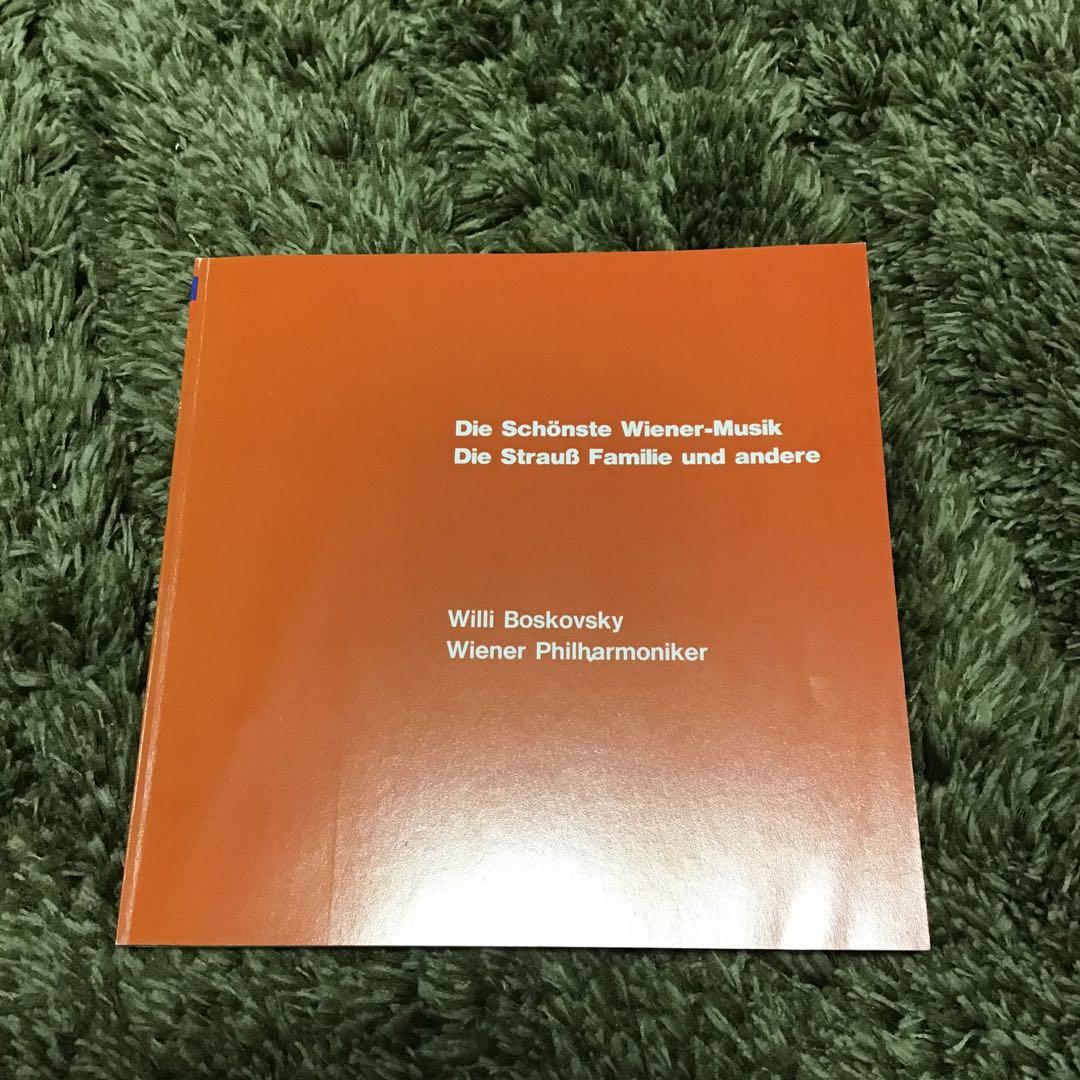 Die Schönste Wiener-Musik
Die Strauß Familie und andere
Willi Boskovsky
Wiener Philharmoniker